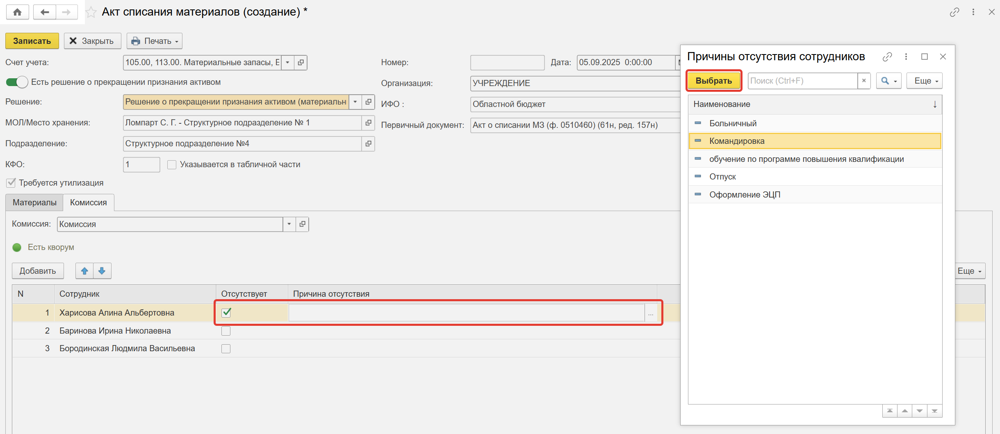 Акт списания материалов (создание) *
Записать
Закрыть
Печать
Счет учета:
105.00, 113.00. Материальные запасы, Б
Номер:
Дата:
05.09.2025 0:00:00
Есть решение о прекращении признания активом
Организация:
УЧРЕЖДЕНИЕ
Решение:
Решение о прекращении признания активом (материальн
ИФО :
Областной бюджет
МОЛ/Место хранения:
Ломпарт С. Г. - Структурное подразделение № 1
Первичный документ:
Акт о списании МЗ (ф. 0510460) (61н, ред. 157н)
Подразделение:
Структурное подразделение №4
КФО:
1
Указывается в табличной части
Требуется утилизация
Материалы
Комиссия
Комиссия:
Комиссия
Есть кворум
Добавить
Еще
N
Сотрудник
Отсутствует
Причина отсутствия
1
Харисова Алина Альбертовна
...
2
Баринова Ирина Николаевна
3
Бородинская Людмила Васильевна
Причины отсутствия сотрудников
Выбрать
Поиск (Ctrl+F)
×
Еще
Наименование
↓
Больничный
Командировка
обучение по программе повышения квалификации
Отпуск
Оформление ЭЦП